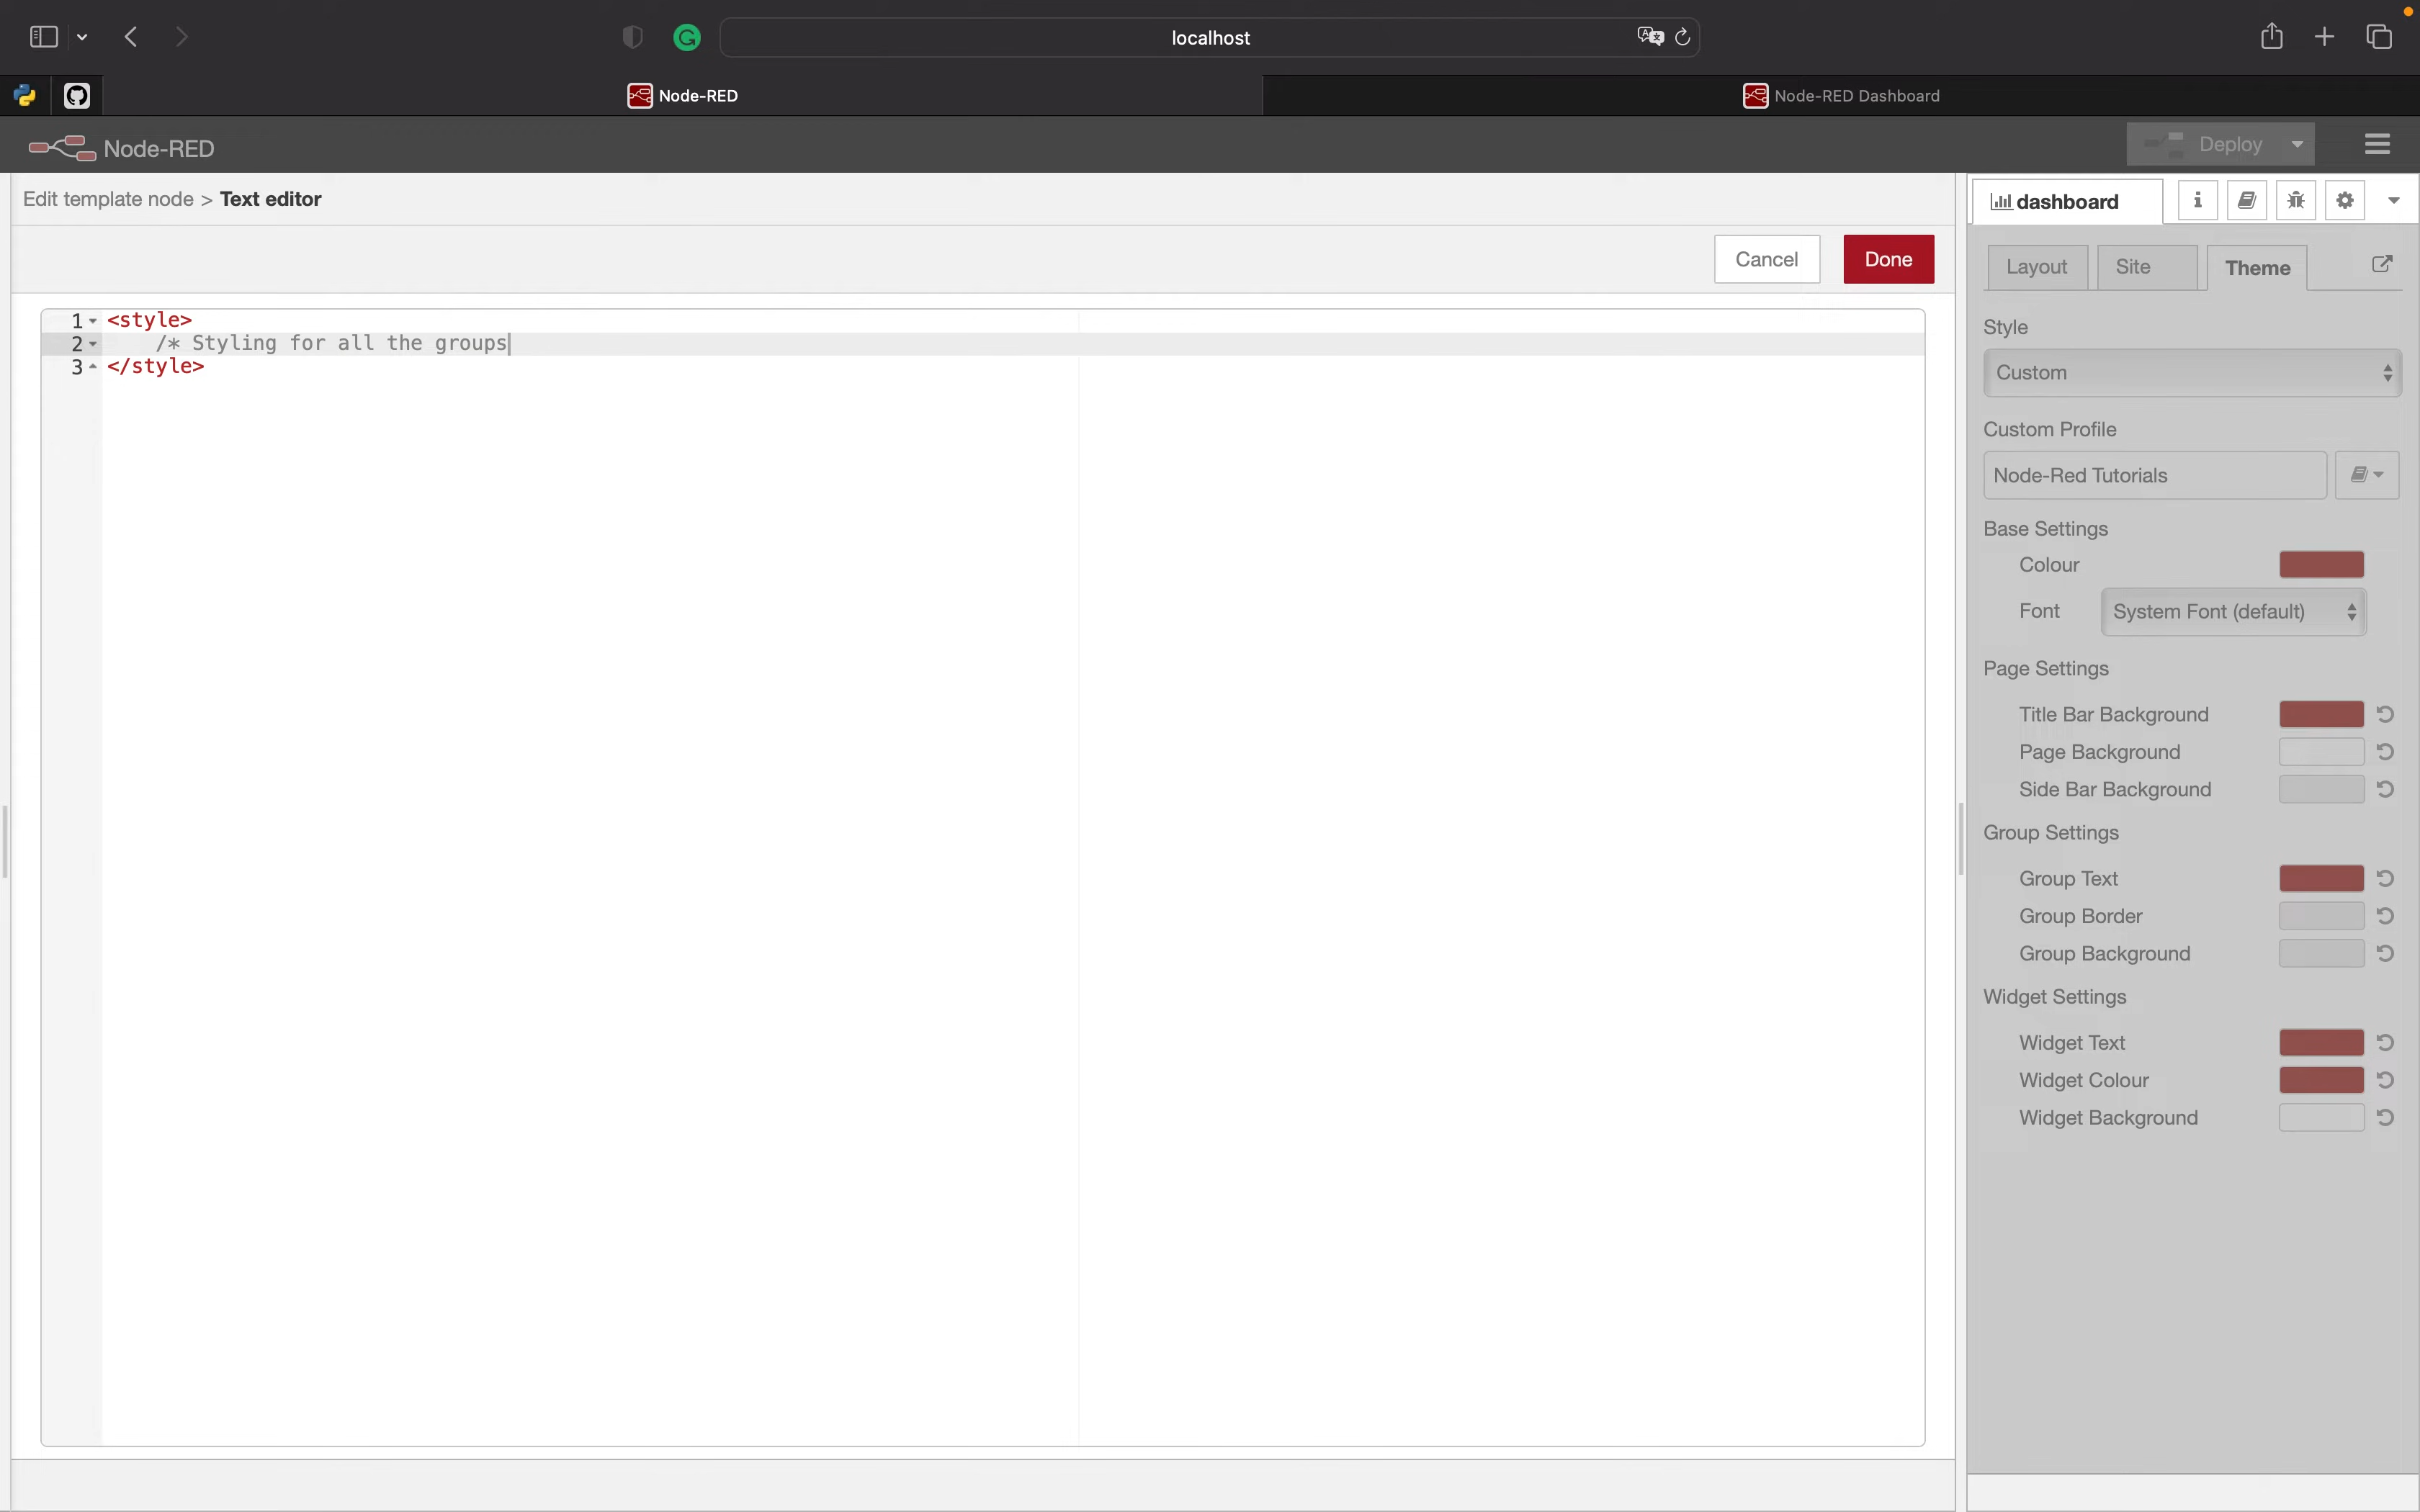 localhost
Node-RED
Node-RED Dashboard
Node-RED
Deploy
Edit template node > Text editor
dashboard
Cancel
Done
Layout
Site
Theme
1 <style>
2 /* Styling for all the groups
3 </style>
Style
Custom
Custom Profile
Node-Red Tutorials
Base Settings
Colour
Font
System Font (default)
Page Settings
Title Bar Background
Page Background
Side Bar Background
Group Settings
Group Text
Group Border
Group Background
Widget Settings
Widget Text
Widget Colour
Widget Background